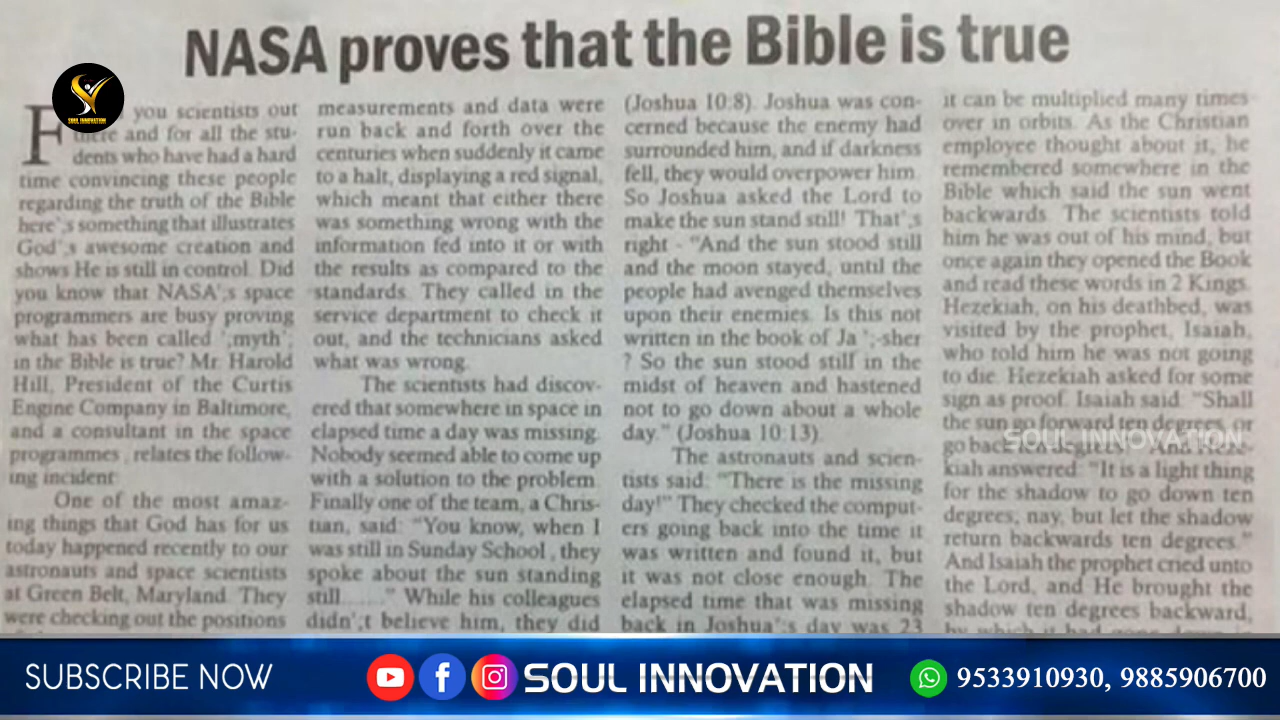 NASA proves that the Bible is true
F you scientists out
there and for all the stu-
dents who have had a hard
time convincing these people
regarding the truth of the Bible
here';s something that illustrates
God';s awesome creation and
shows He is still in control. Did
you know that NASA';s space
programmers are busy proving
what has been called ';myth';
in the Bible is true? Mr. Harold
Hill, President of the Curtis
Engine Company in Baltimore,
and a consultant in the space
programmes , relates the follow-
ing incident:
One of the most amaz-
ing things that God has for us
today happened recently to our
astronauts and space scientists
at Green Belt, Maryland. They
were checking out the positions
measurements and data were
run back and forth over the
centuries when suddenly it came
to a halt, displaying a red signal,
which meant that either there
was something wrong with the
information fed into it or with
the results as compared to the
standards. They called in the
service department to check it
out, and the technicians asked
what was wrong.
The scientists had discov-
ered that somewhere in space in
elapsed time a day was missing.
Nobody seemed able to come up
with a solution to the problem.
Finally one of the team, a Chris-
tian, said: "You know, when I
was still in Sunday School , they
spoke about the sun standing
still......" While his colleagues
didn';t believe him, they did
(Joshua 10:8). Joshua was con-
cerned because the enemy had
surrounded him, and if darkness
fell, they would overpower him.
So Joshua asked the Lord to
make the sun stand still! That';s
right - "And the sun stood still
and the moon stayed, until the
people had avenged themselves
upon their enemies. Is this not
written in the book of Ja ';-sher
? So the sun stood still in the
midst of heaven and hastened
not to go down about a whole
day." (Joshua 10:13).
The astronauts and scien-
tists said: "There is the missing
day!" They checked the comput-
ers going back into the time it
was written and found it, but
it was not close enough. The
elapsed time that was missing
back in Joshua';s day was 23
it can be multiplied many times
over in orbits. As the Christian
employee thought about it, he
remembered somewhere in the
Bible which said the sun went
backwards. The scientists told
him he was out of his mind, but
once again they opened the Book
and read these words in 2 Kings.
Hezekiah, on his deathbed, was
visited by the prophet, Isaiah,
who told him he was not going
to die. Hezekiah asked for some
sign as proof. Isaiah said: "Shall
the sun go forward ten degrees, or
go back ten degrees
kiah answered: "It is a light thing
for the shadow to go down ten
degrees; nay, but let the shadow
return backwards ten degrees."
And Isaiah the prophet cried unto
the Lord, and He brought the
shadow ten degrees backward,
SOUL INNOVATION
SOUL INNOVATION
SUBSCRIBE NOW
SOUL INNOVATION
9533910930, 9885906700